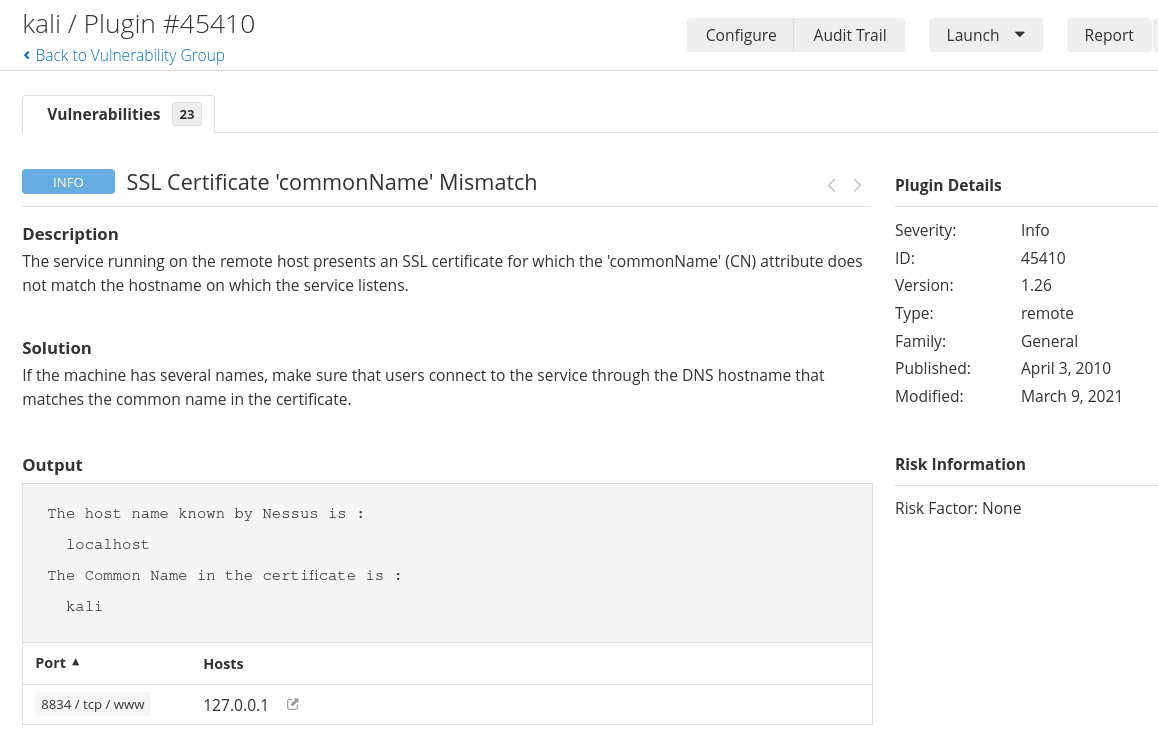 kali / Plugin #45410
Back to Vulnerability Group
Configure
Audit Trail
Launch
Report
Vulnerabilities 23
INFO
SSL Certificate 'commonName' Mismatch
Description
The service running on the remote host presents an SSL certificate for which the 'commonName' (CN) attribute does
not match the hostname on which the service listens.
Solution
If the machine has several names, make sure that users connect to the service through the DNS hostname that
matches the common name in the certificate.
Output
The host name known by Nessus is :
localhost
The Common Name in the certificate is :
kali
Port Hosts
8834 / tcp / www 127.0.0.1
Plugin Details
Severity: Info
ID: 45410
Version: 1.26
Type: remote
Family: General
Published: April 3, 2010
Modified: March 9, 2021
Risk Information
Risk Factor: None